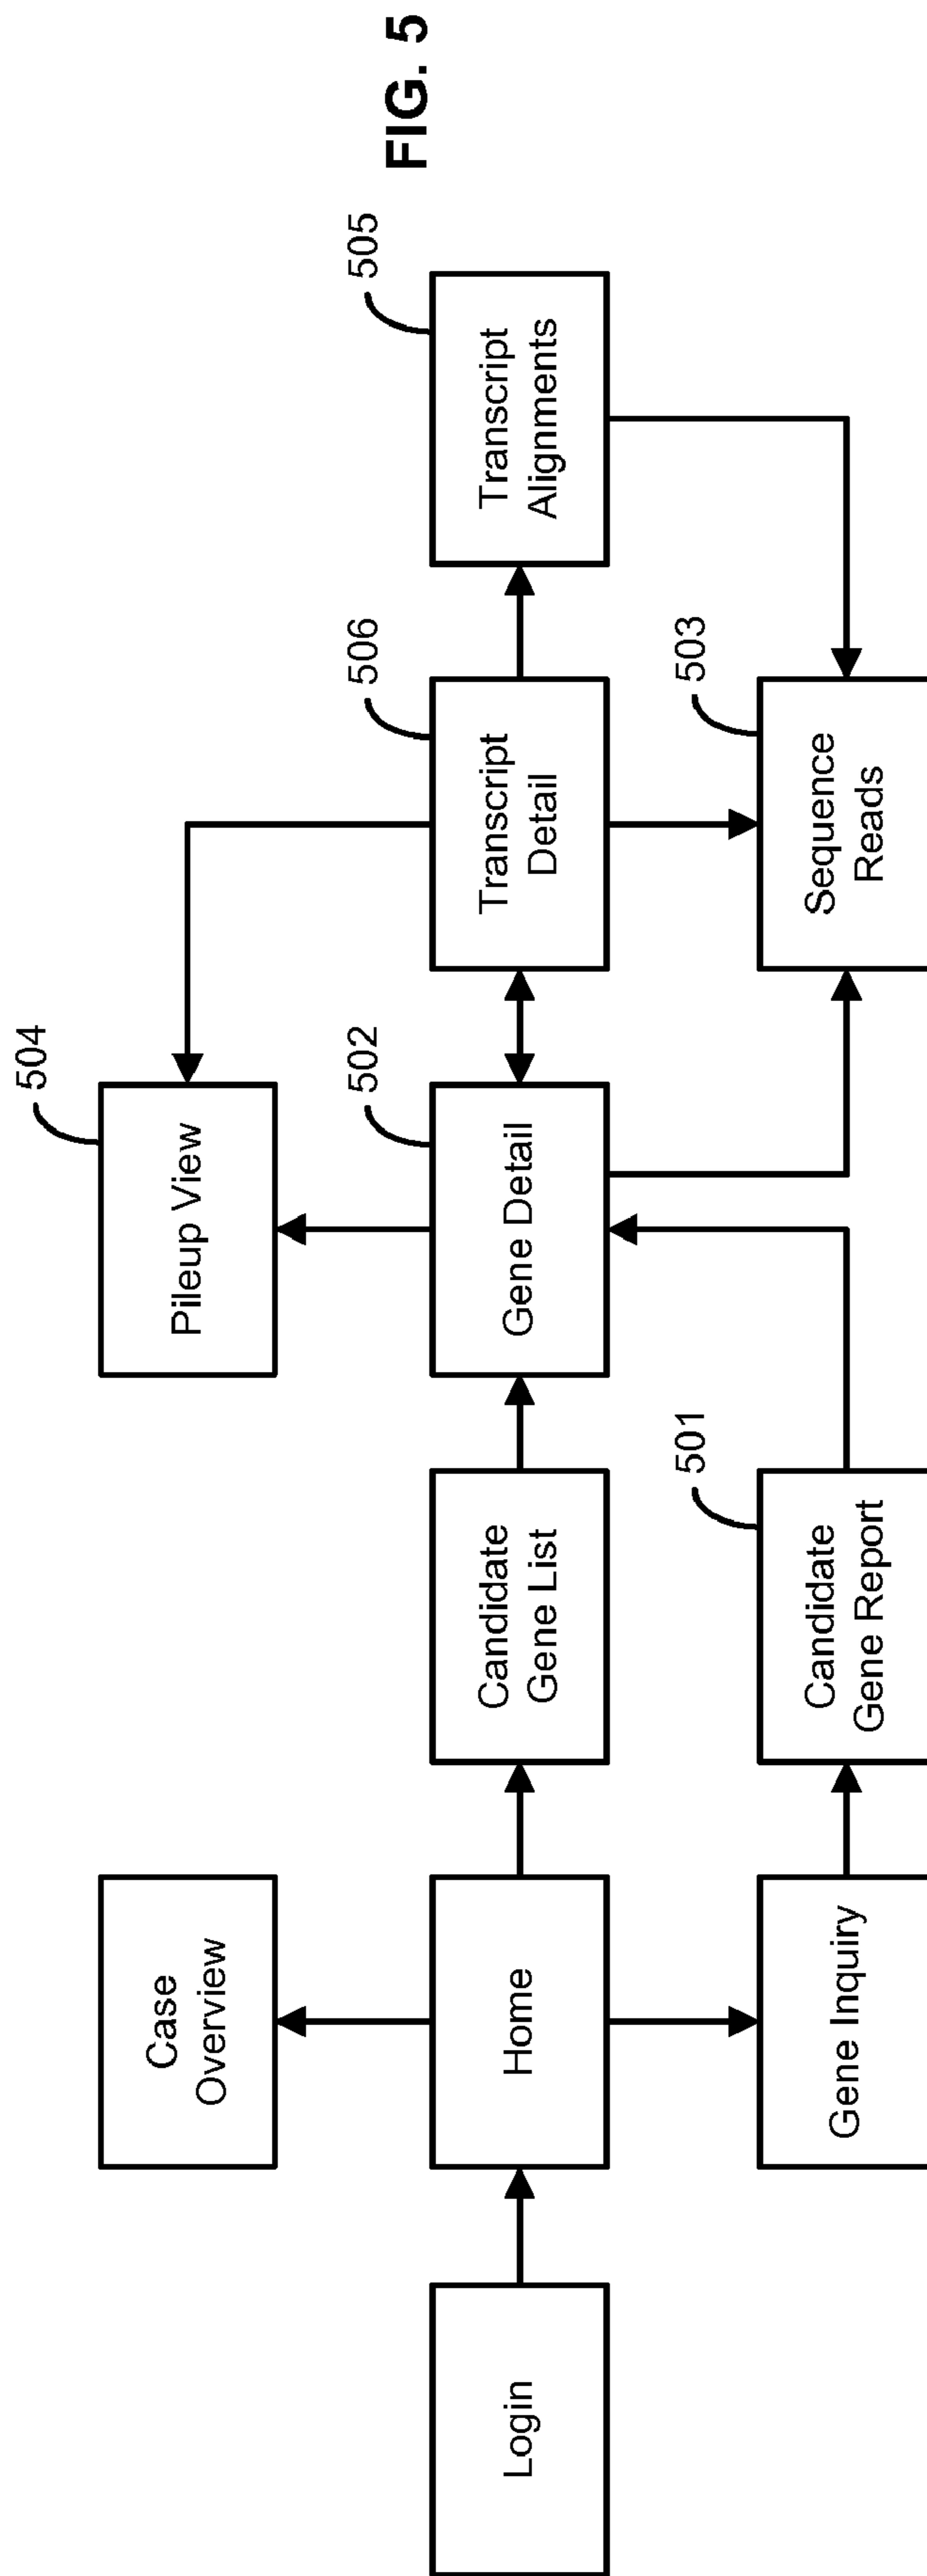 FIG. 5
504
Case
Overview
Pileup View
502
506
505
Login
Home
Candidate
Gene List
Gene Detail
Transcript
Detail
Transcript
Alignments
501
503
Gene Inquiry
Candidate
Gene Report
Sequence
Reads